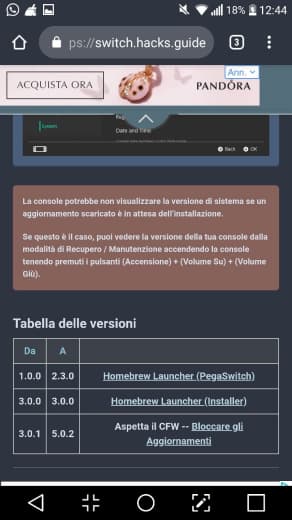 18% 12:44
ps://switch.hacks.guide 3
Ann.
ACQUISTA ORA PANDÖRA
System
Date and Time
Back OK
La console potrebbe non visualizzare la versione di sistema se un
aggiornamento scaricato è in attesa dell'installazione.
Se questo è il caso, puoi vedere la versione della tua console dalla
modalità di Recupero / Manutenzione accendendo la console
tenendo premuti i pulsanti (Accensione) + (Volume Su) + (Volume
Giù).
Tabella delle versioni
Da A
1.0.0 2.3.0 Homebrew Launcher (PegaSwitch)
3.0.0 3.0.0 Homebrew Launcher (Installer)
3.0.1 5.0.2 Aspetta il CFW -- Bloccare gli
Aggiornamenti